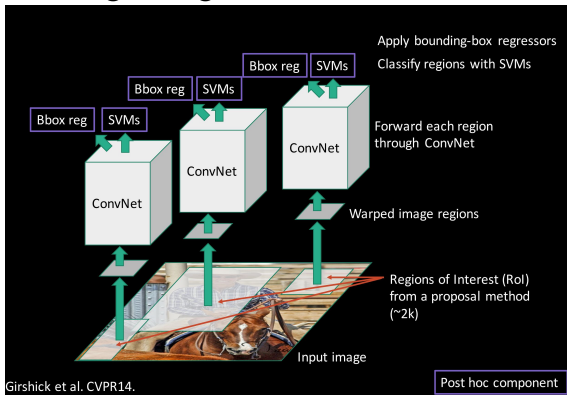 Apply bounding-box regressors
Bbox reg
SVMs
Classify regions with SVMs
Bbox reg
SVMs
Bbox reg
SVMs
Forward each region
through ConvNet
ConvNet
ConvNet
ConvNet
Warped image regions
Regions of Interest (RoI)
from a proposal method
(~2k)
Input image
Girshick et al. CVPR14.
Post hoc component